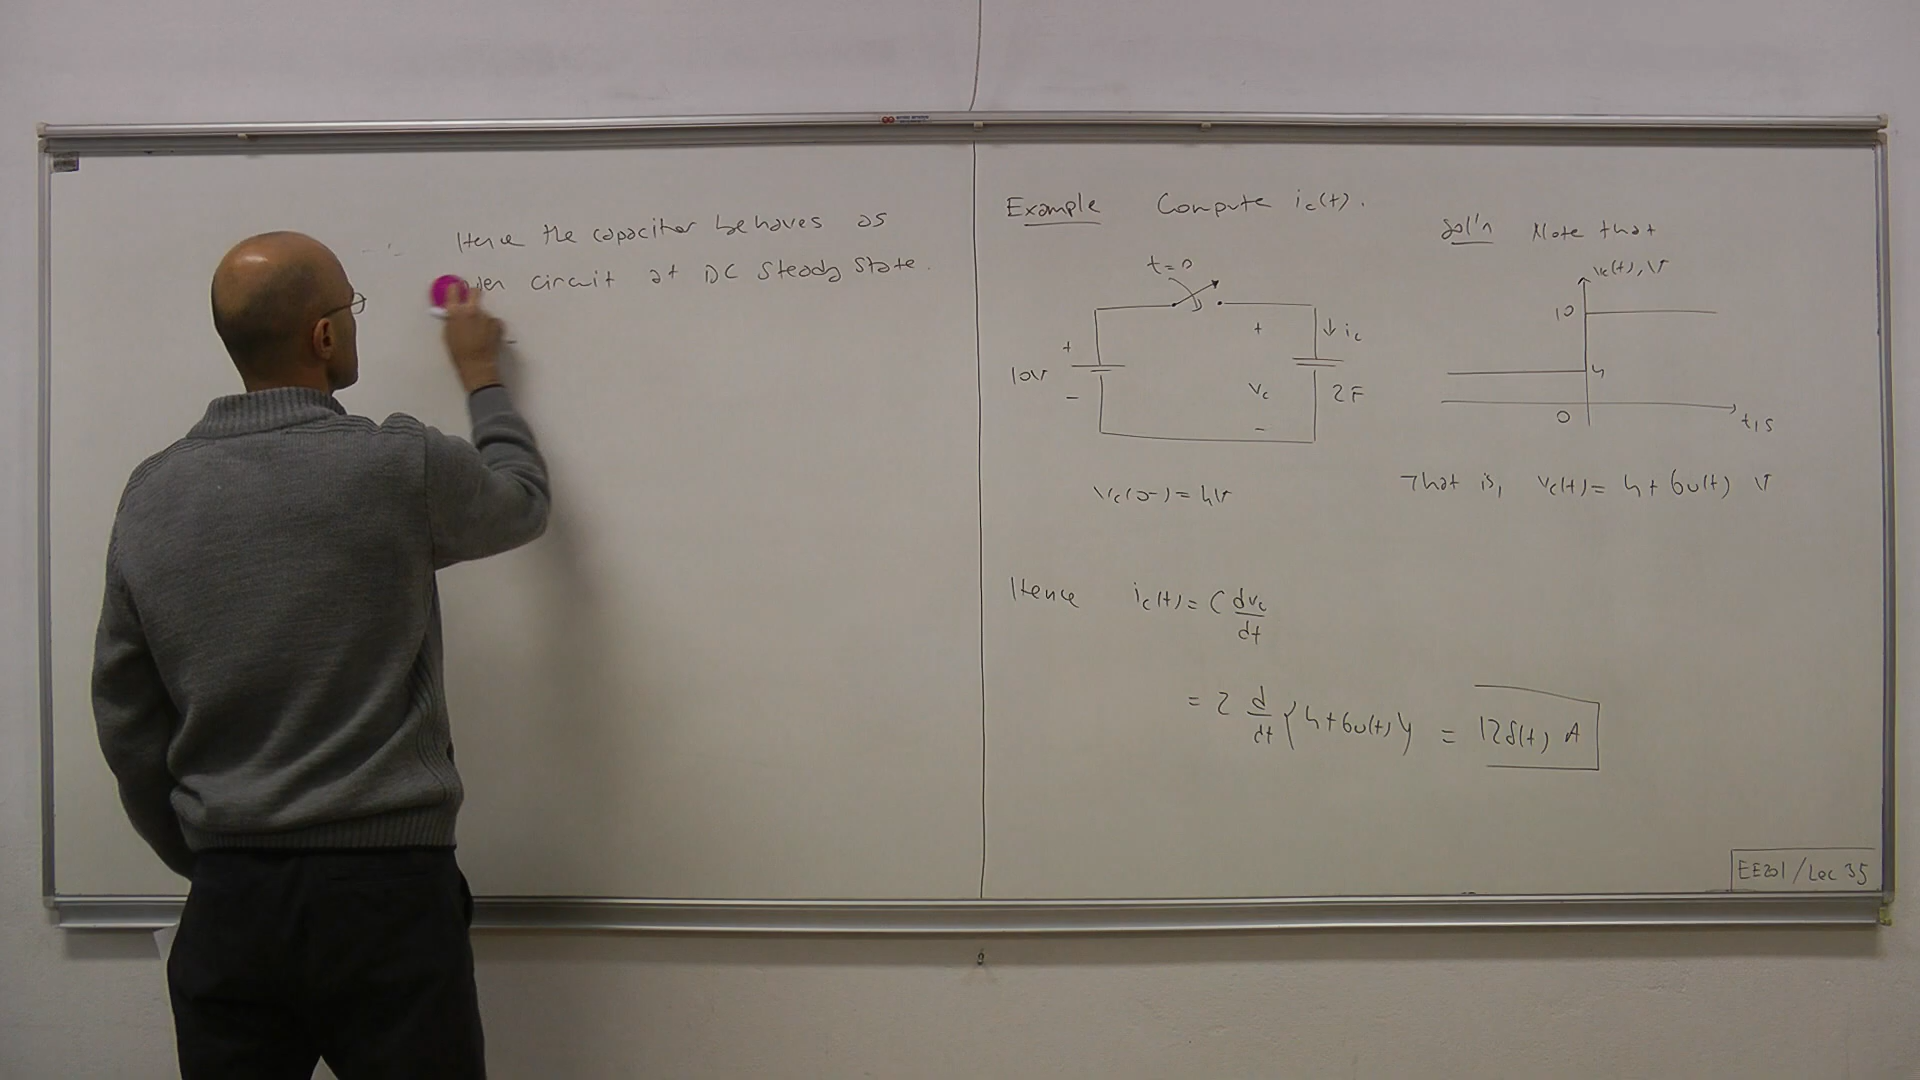 Hence the capacitor behaves as
circuit at DC steady state.
Example Compute ic(t).
t=0
+
10V
-
+
vc
-
↓ ic
2F
vc(0-) = 4V
Sol'n Note that
vc(t), V
10
4
0
t, s
That is, vc(t) = 4 + 6u(t) V
Hence ic(t) = C dvc/dt
= 2 d/dt {4 + 6u(t)} = 12δ(t) A
EE201 / Lec 35